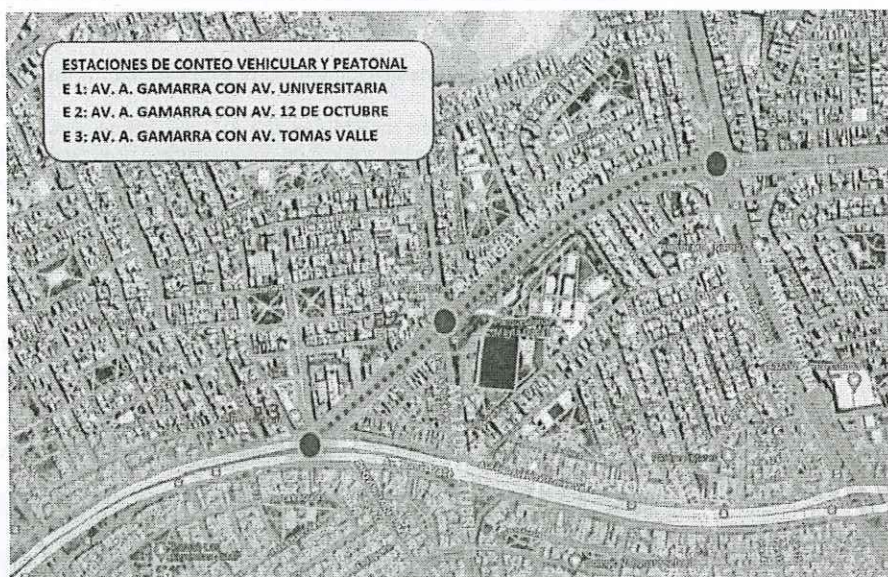 ESTACIONES DE CONTEO VEHICULAR Y PEATONAL
E 1: AV. A. GAMARRA CON AV. UNIVERSITARIA
E 2: AV. A. GAMARRA CON AV. 12 DE OCTUBRE
E 3: AV. A. GAMARRA CON AV. TOMAS VALLE